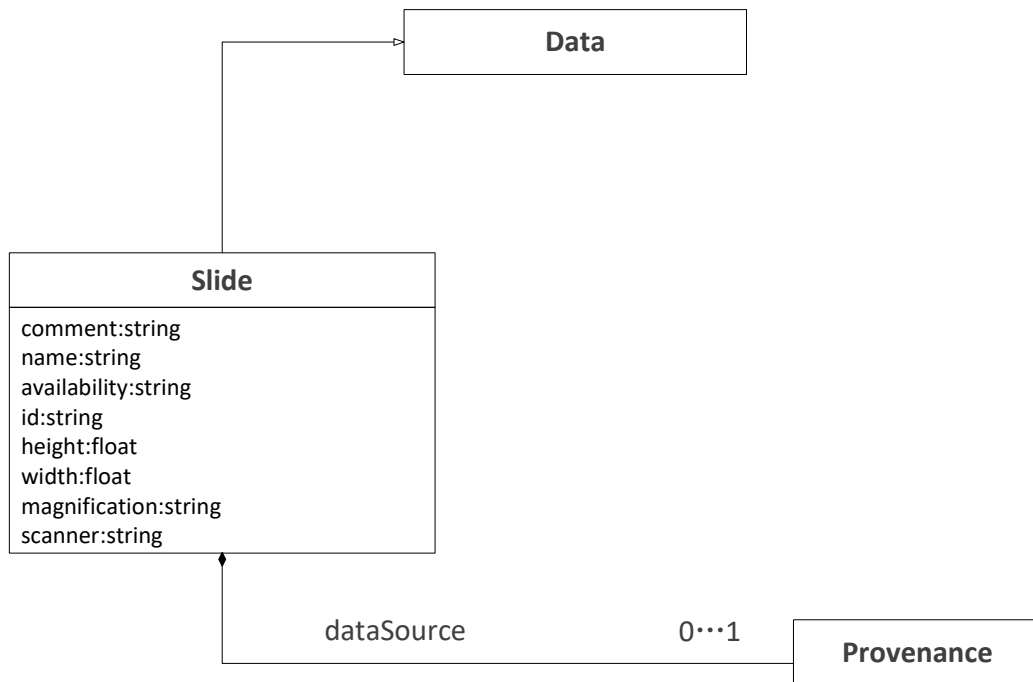 Data
Slide
comment:string
name:string
availability:string
id:string
height:float
width:float
magnification:string
scanner:string
dataSource 0···1
Provenance